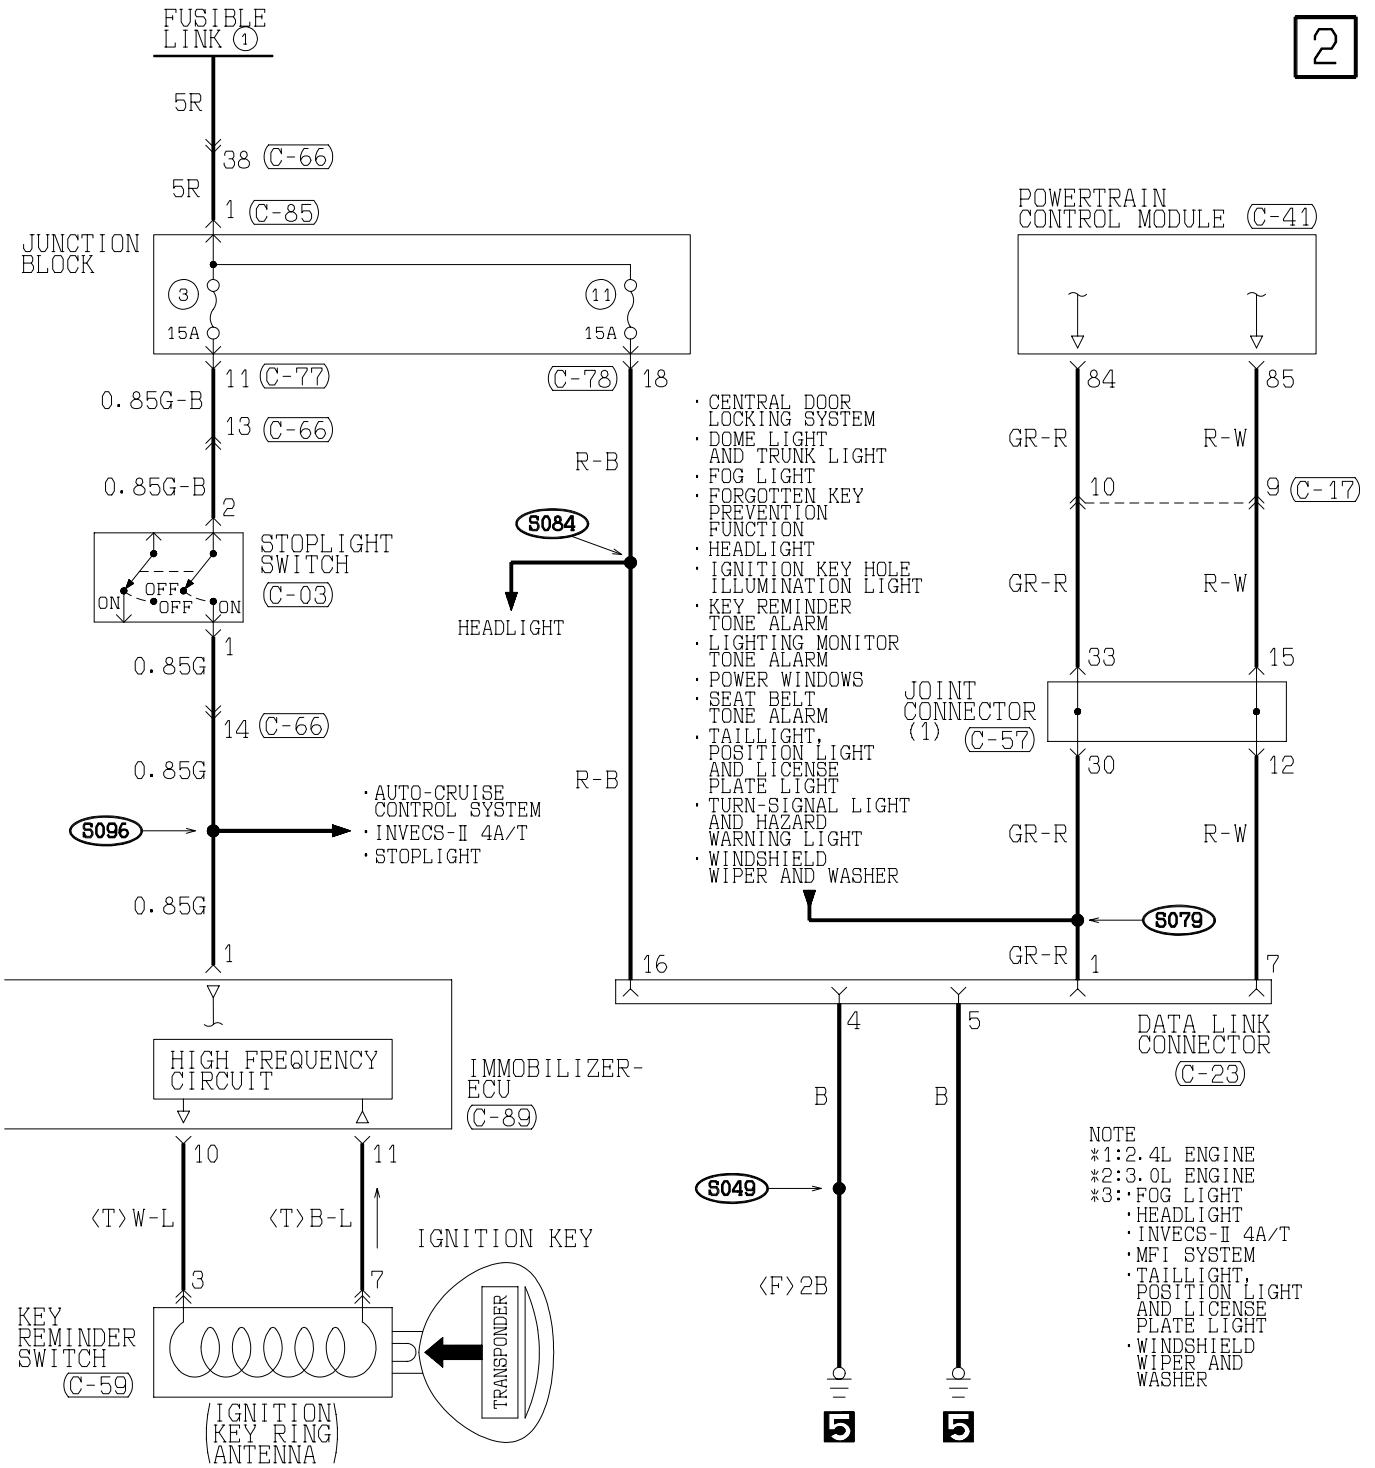 FUSIBLE
LINK ①
2
5R
38 (C-66)
5R
1 (C-85)
JUNCTION
BLOCK
3
15A
11
15A
POWERTRAIN
CONTROL MODULE (C-41)
11 (C-77)
(C-78) 18
84
85
0.85G-B
13 (C-66)
0.85G-B
2
STOPLIGHT
SWITCH
(C-03)
OFF
ON
OFF
ON
1
0.85G
14 (C-66)
0.85G
S096
· AUTO-CRUISE
CONTROL SYSTEM
· INVECS-Ⅱ 4A/T
· STOPLIGHT
0.85G
1
R-B
S084
HEADLIGHT
R-B
16
· CENTRAL DOOR
LOCKING SYSTEM
· DOME LIGHT
AND TRUNK LIGHT
· FOG LIGHT
· FORGOTTEN KEY
PREVENTION
FUNCTION
· HEADLIGHT
· IGNITION KEY HOLE
ILLUMINATION LIGHT
· KEY REMINDER
TONE ALARM
· LIGHTING MONITOR
TONE ALARM
· POWER WINDOWS
· SEAT BELT
TONE ALARM
· TAILLIGHT,
POSITION LIGHT
AND LICENSE
PLATE LIGHT
· TURN-SIGNAL LIGHT
AND HAZARD
WARNING LIGHT
· WINDSHIELD
WIPER AND WASHER
GR-R
R-W
10
9 (C-17)
GR-R
R-W
33
15
JOINT
CONNECTOR
(1) (C-57)
30
12
GR-R
R-W
S079
GR-R
1
7
4
5
DATA LINK
CONNECTOR
(C-23)
HIGH FREQUENCY
CIRCUIT
IMMOBILIZER-
ECU
(C-89)
B
B
10
11
S049
<T>W-L
<T>B-L
IGNITION KEY
<F>2B
3
7
KEY
REMINDER
SWITCH
(C-59)
TRANSPONDER
(IGNITION
KEY RING
ANTENNA)
5
5
NOTE
*1:2.4L ENGINE
*2:3.0L ENGINE
*3:·FOG LIGHT
·HEADLIGHT
·INVECS-Ⅱ 4A/T
·MFI SYSTEM
·TAILLIGHT,
POSITION LIGHT
AND LICENSE
PLATE LIGHT
·WINDSHIELD
WIPER AND
WASHER